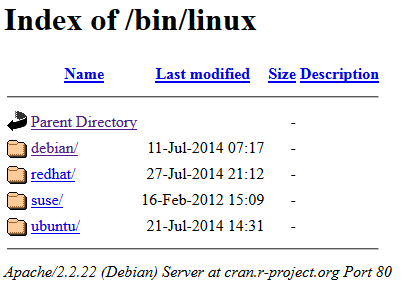 Index of /bin/linux
Name Last modified Size Description
Parent Directory -
debian/ 11-Jul-2014 07:17 -
redhat/ 27-Jul-2014 21:12 -
suse/ 16-Feb-2012 15:09 -
ubuntu/ 21-Jul-2014 14:31 -
Apache/2.2.22 (Debian) Server at cran.r-project.org Port 80